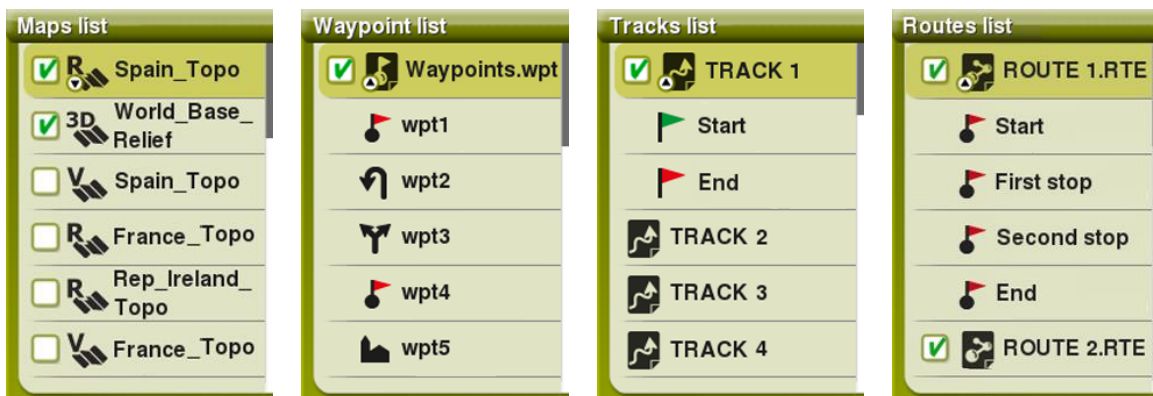 Maps list
R Spain_Topo
3D World_Base_
Relief
V Spain_Topo
R France_Topo
R Rep_Ireland_
Topo
V France_Topo
Waypoint list
Waypoints.wpt
wpt1
wpt2
wpt3
wpt4
wpt5
Tracks list
TRACK 1
Start
End
TRACK 2
TRACK 3
TRACK 4
Routes list
ROUTE 1.RTE
Start
First stop
Second stop
End
ROUTE 2.RTE